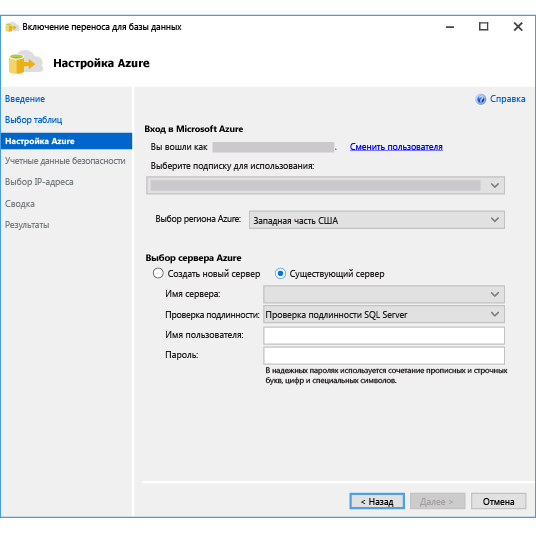 Включение переноса для базы данных
Настройка Azure
Введение
Справка
Выбор таблиц
Настройка Azure
Учетные данные безопасности
Выбор IP-адреса
Сводка
Результаты
Вход в Microsoft Azure
Вы вошли как . Сменить пользователя
Выберите подписку для использования:
Выбор региона Azure: Западная часть США
Выбор сервера Azure
Создать новый сервер Существующий сервер
Имя сервера:
Проверка подлинности: Проверка подлинности SQL Server
Имя пользователя:
Пароль:
В надежных паролях используется сочетание прописных и строчных
букв, цифр и специальных символов.
< Назад Далее > Отмена